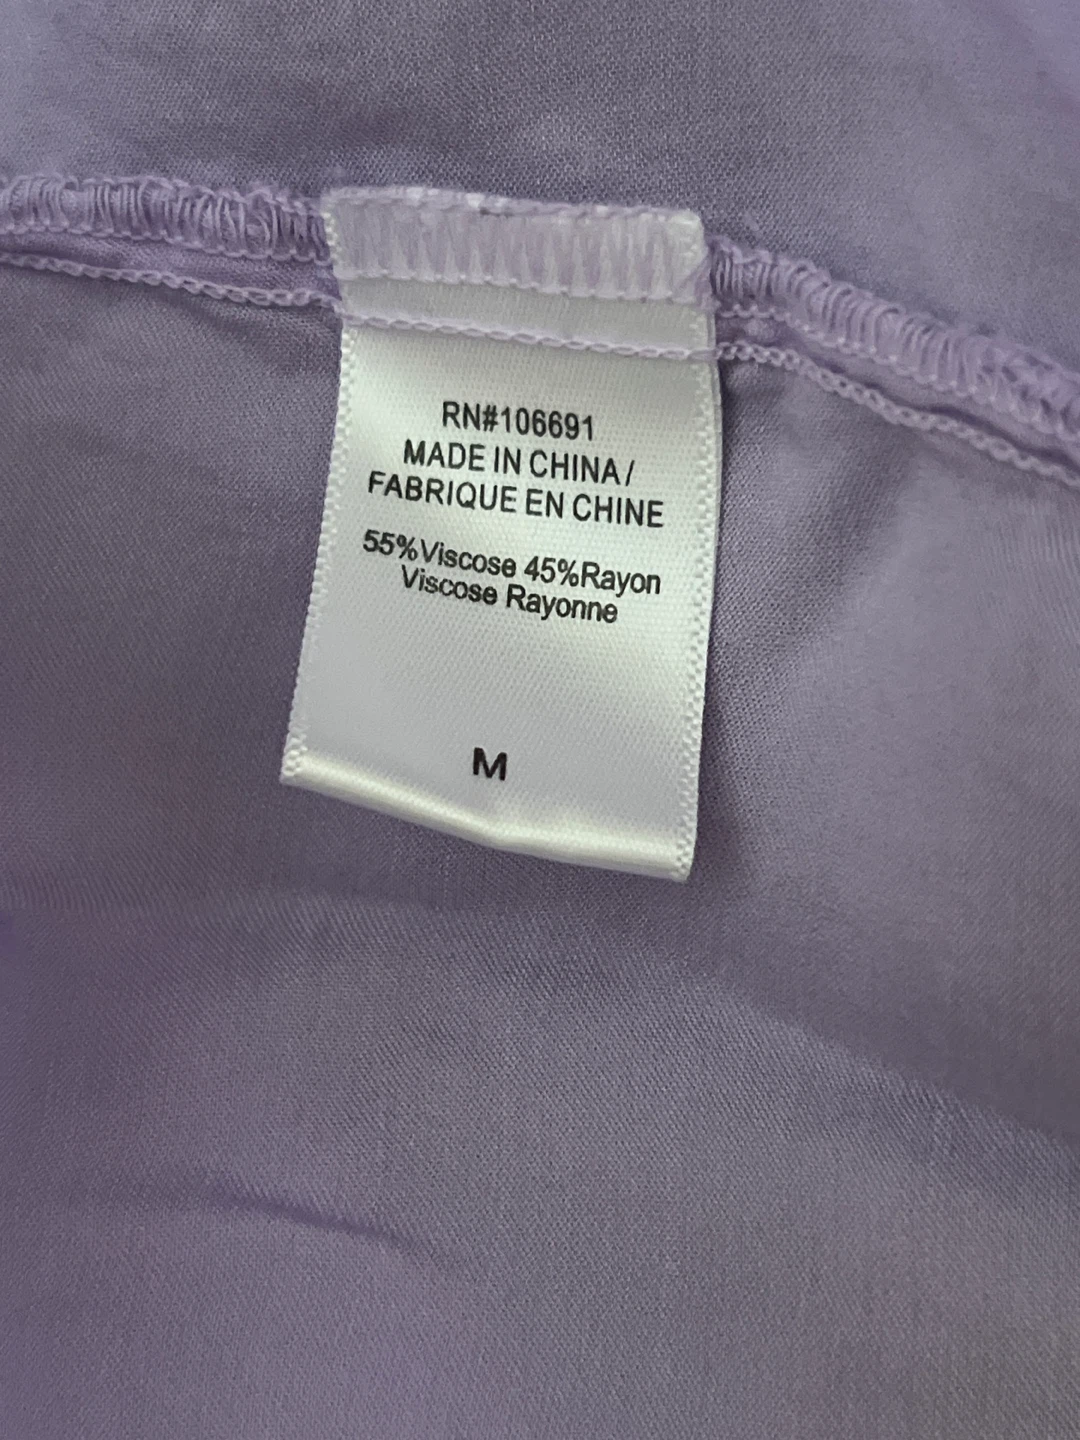 RN#106691
MADE IN CHINA/
FABRIQUE EN CHINE
55%Viscose 45%Rayon
Viscose Rayonne
M